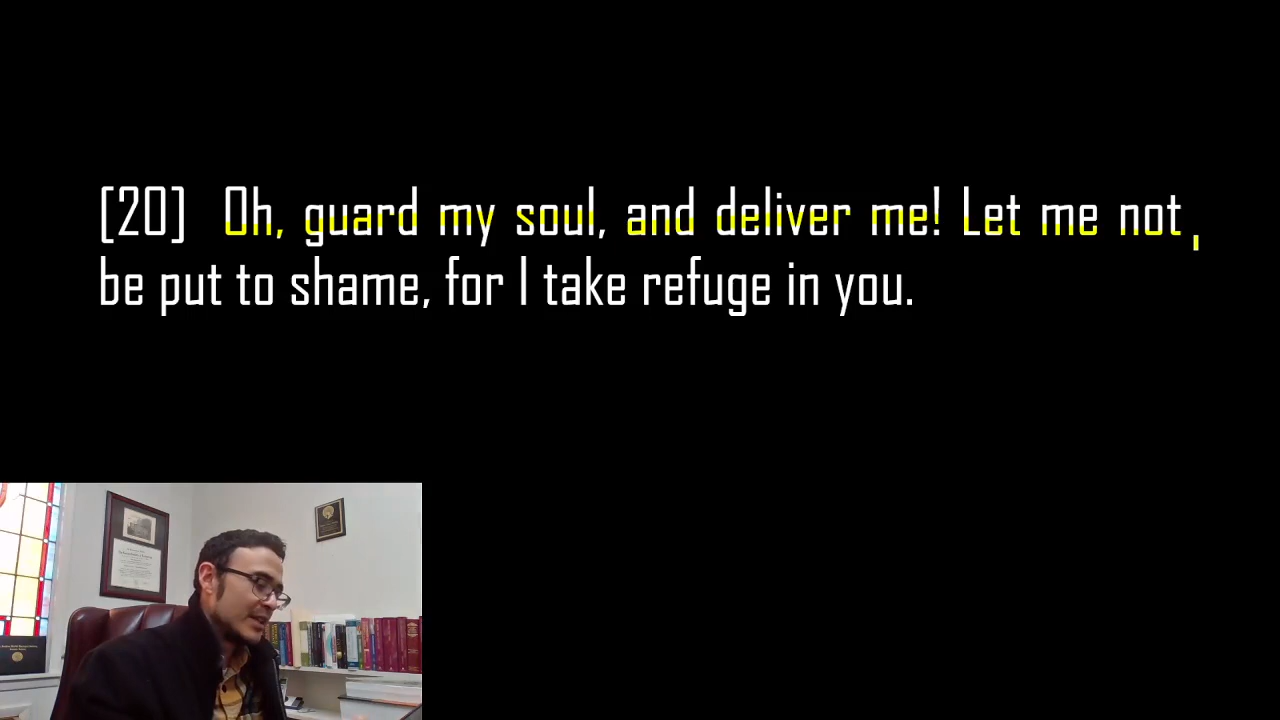 [20] Oh, guard my soul, and deliver me! Let me not
be put to shame, for I take refuge in you.